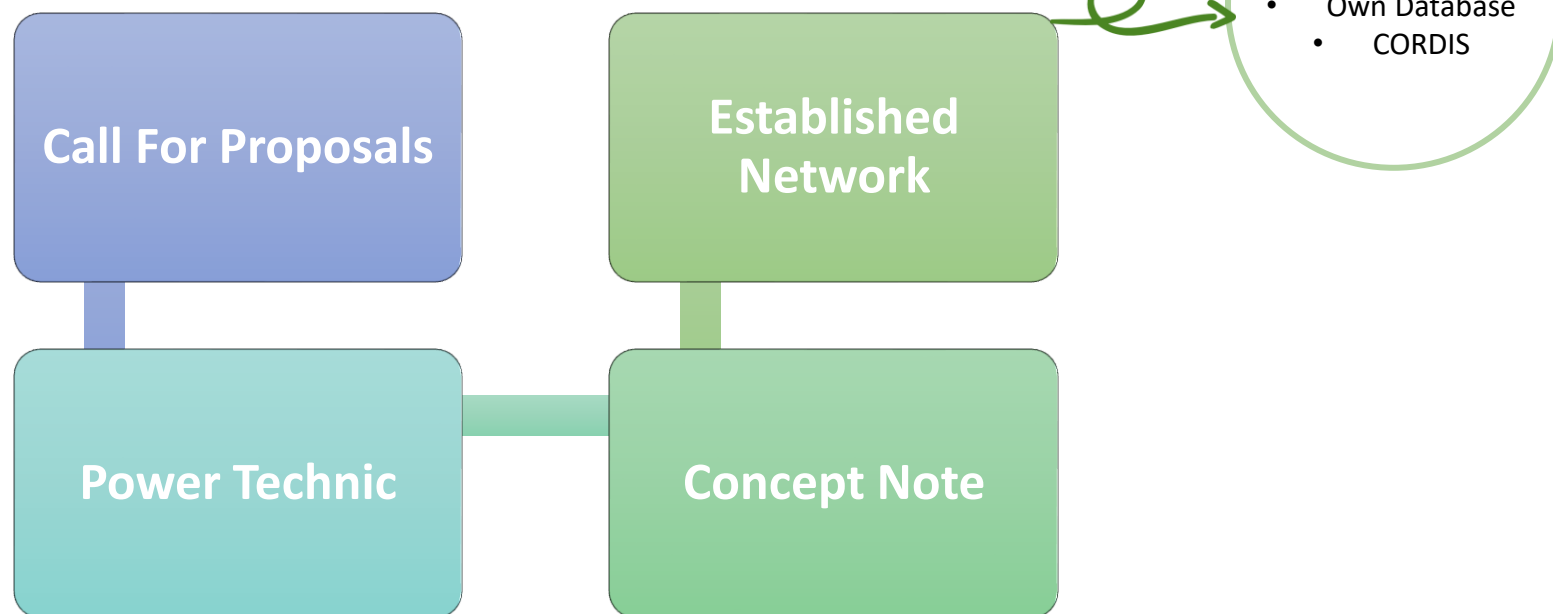 Call For Proposals
Established
Network
• Own Database
• CORDIS
Power Technic
Concept Note